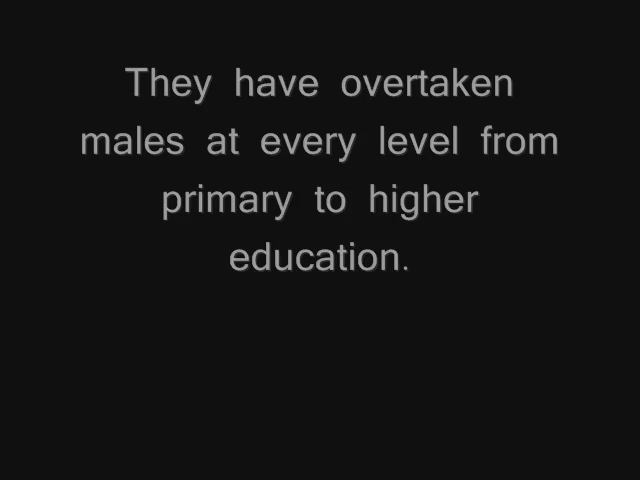 They have overtaken
males at every level from
primary to higher
education.